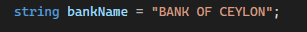 string bankName = "BANK OF CEYLON";